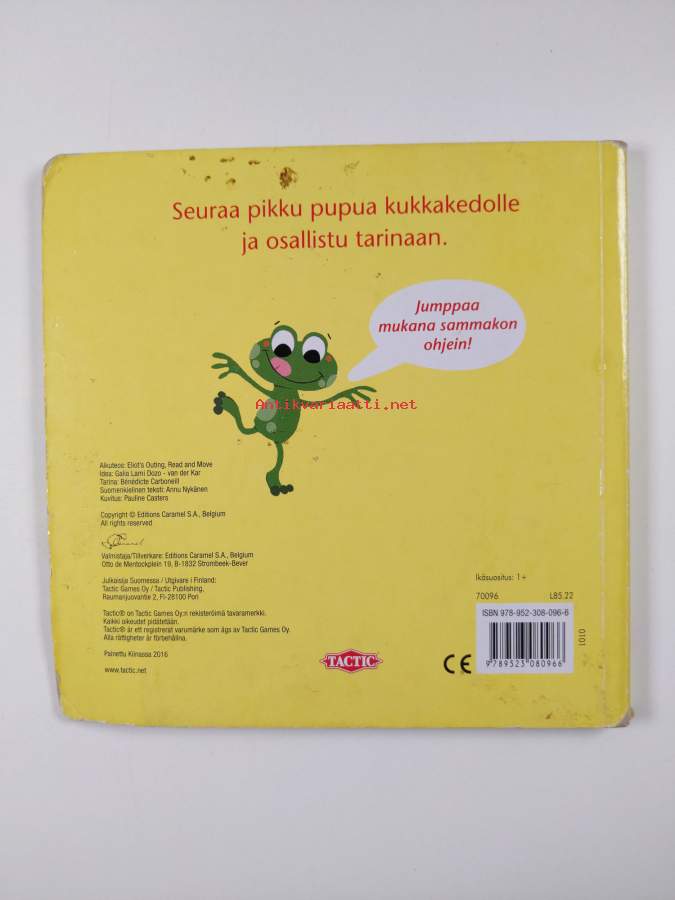 Seuraa pikku pupua kukkakedolle
ja osallistu tarinaan.
Jumppaa
mukana sammakon
ohjein!
Antikvariaatti.net
Alkuteos: Eliot's Outing, Read and Move
Idea: Galia Lami Dozo - van der Kar
Tarina: Bénédicte Carboneill
Suomenkielinen teksti: Annu Nykänen
Kuvitus: Pauline Casters
Copyright © Editions Caramel S.A., Belgium
All rights reserved
Valmistaja/Tillverkare: Editions Caramel S.A., Belgium
Otto de Mentockplein 19, B-1832 Strombeek-Bever
Julkaisija Suomessa / Utgivare i Finland:
Tactic Games Oy / Tactic Publishing,
Raumanjuovantie 2, FI-28100 Pori
Tactic® on Tactic Games Oy:n rekisteröimä tavaramerkki.
Kaikki oikeudet pidätetään.
Tactic® är ett registrerat varumärke som ägs av Tactic Games Oy.
Alla rättigheter är förbehållna.
Painettu Kiinassa 2016
www.tactic.net
TACTIC
CE
Ikäsuositus: 1+
70096 L85.22
ISBN 978-952-308-096-6
9 789523 080966
0101